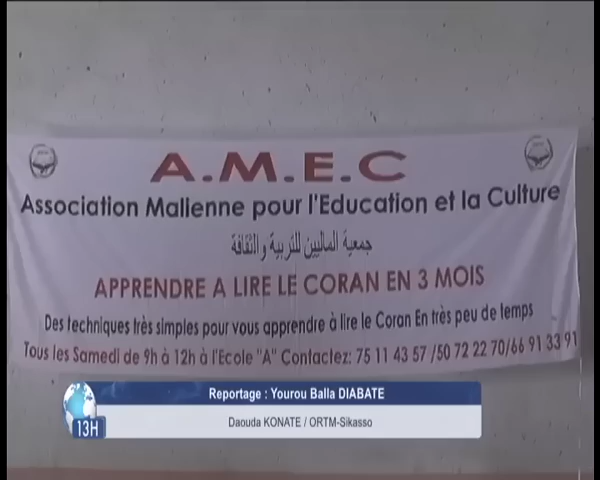 A.M.E.C
Association Malienne pour l'Education et la Culture
جمعية الماليين للتربية والثقافة
APPRENDRE A LIRE LE CORAN EN 3 MOIS
Des techniques très simples pour vous apprendre à lire le Coran En très peu de temps
Tous les Samedi de 9h à 12h à l'Ecole "A" Contactez: 75 11 43 57 /50 72 22 70/66 91 33 91
Reportage : Yourou Balla DIABATE
13H
Daouda KONATE / ORTM-Sikasso